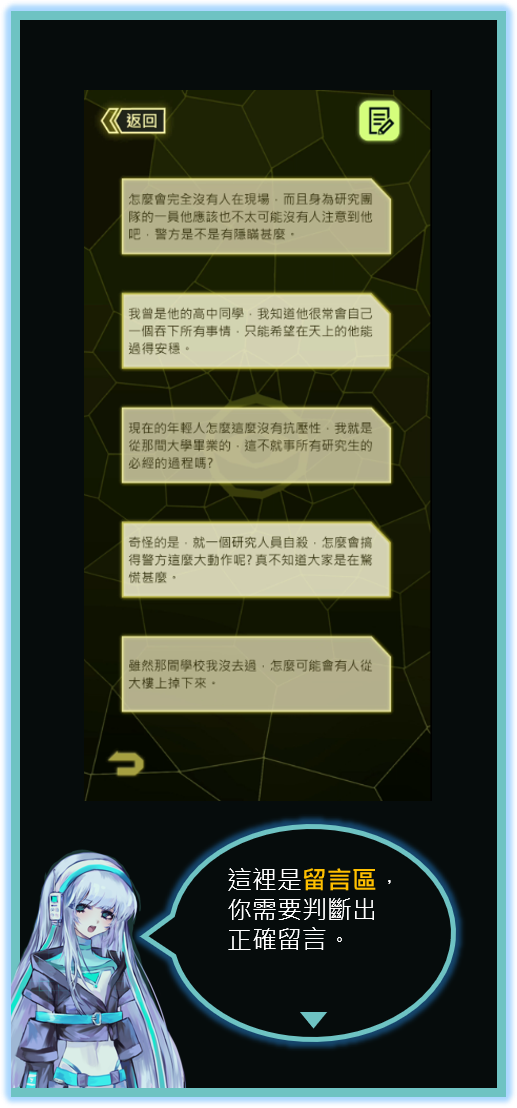 返回
怎麼會完全沒有人在現場，而且身為研究團
隊的一員他應該也不太可能沒有人注意到他
吧，警方是不是有隱瞞甚麼。
我曾是他的高中同學，我知道他很常會自己
一個吞下所有事情，只能希望在天上的他能
過得安穩。
現在的年輕人怎麼這麼沒有抗壓性，我就是
從那間大學畢業的，這不就事所有研究生的
必經的過程嗎?
奇怪的是，就一個研究人員自殺，怎麼會搞
得警方這麼大動作呢?真不知道大家是在驚
慌甚麼。
雖然那間學校我沒去過，怎麼可能會有人從
大樓上掉下來。
這裡是留言區，
你需要判斷出
正確留言。